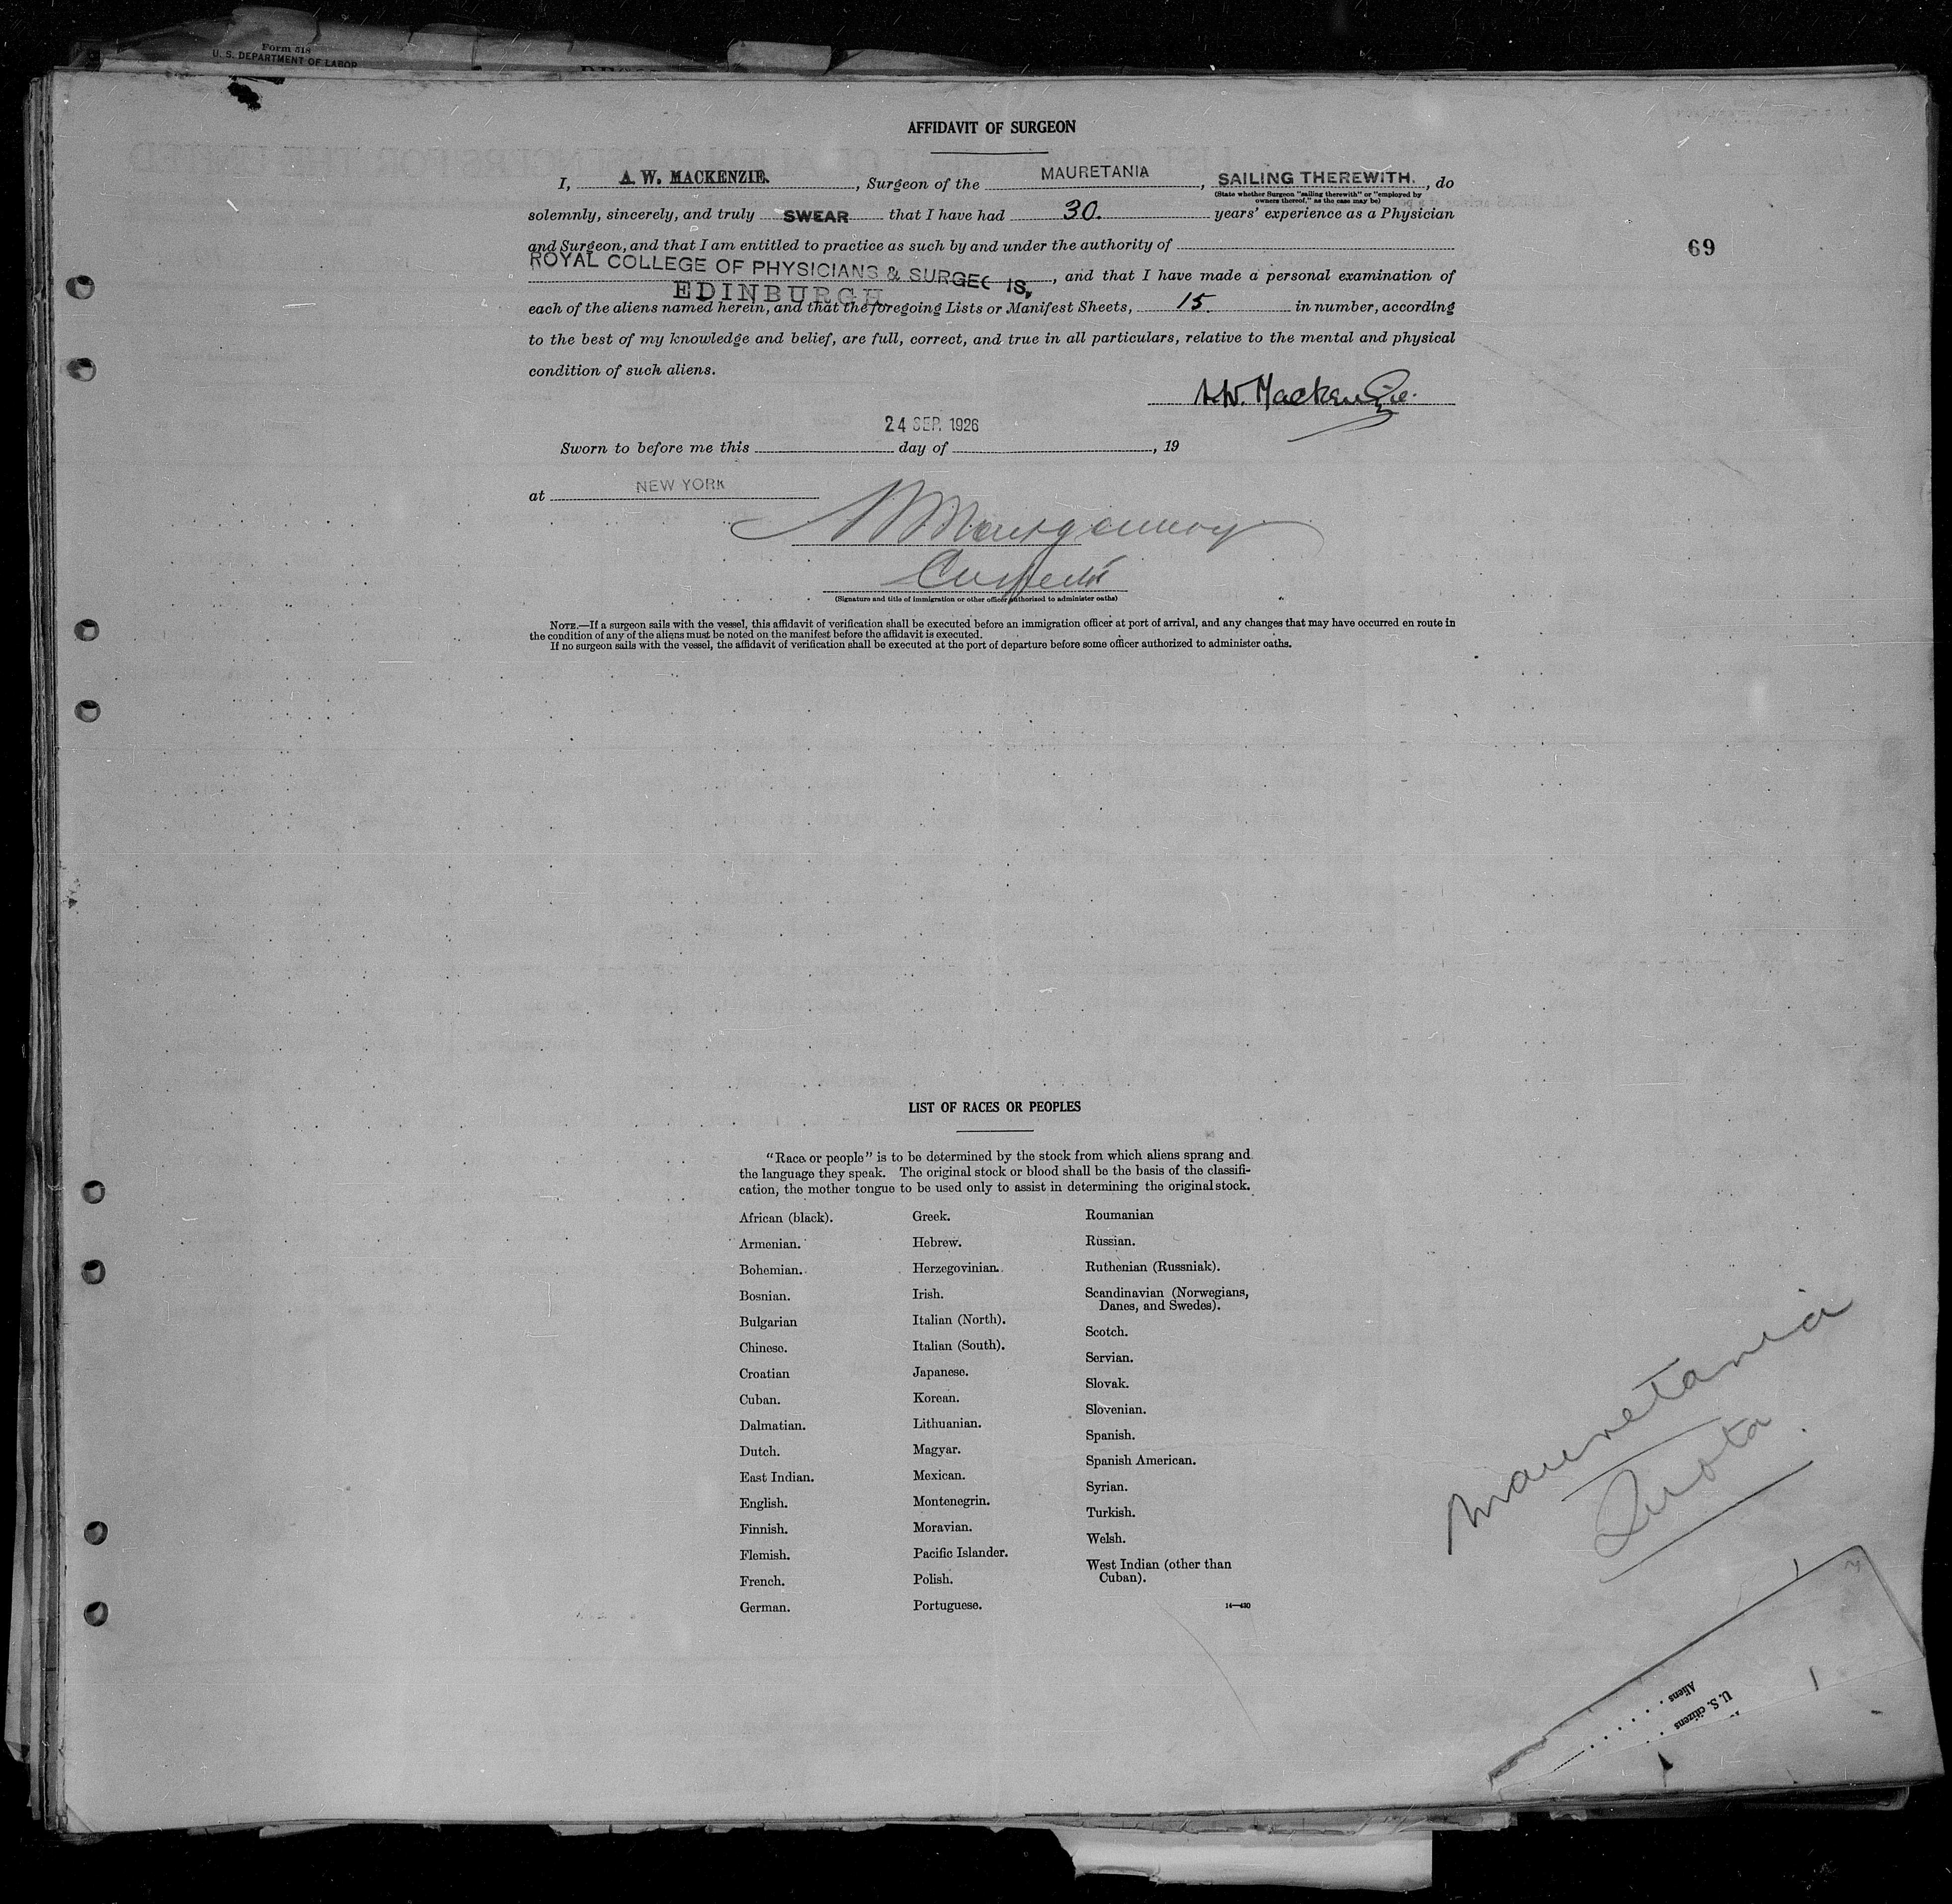 Form 518
U. S. DEPARTMENT OF LABOR
AFFIDAVIT OF SURGEON
I, A. W. MACKENZIE. , Surgeon of the MAURETANIA , SAILING THEREWITH. , do
(State whether Surgeon "sailing therewith" or "employed by
owners thereof," as the case may be)
solemnly, sincerely, and truly SWEAR that I have had 30. years' experience as a Physician
69
and Surgeon, and that I am entitled to practice as such by and under the authority of
ROYAL COLLEGE OF PHYSICIANS & SURGEONS, , and that I have made a personal examination of
EDINBURGH.
each of the aliens named herein, and that the foregoing Lists or Manifest Sheets, 15. in number, according
to the best of my knowledge and belief, are full, correct, and true in all particulars, relative to the mental and physical
condition of such aliens.
A.W. Mackenzie.
24 SEP. 1926
Sworn to before me this day of , 19
at NEW YORK
Montgomery
(Signature and title of immigration or other officer authorized to administer oaths)
NOTE.—If a surgeon sails with the vessel, this affidavit of verification shall be executed before an immigration officer at port of arrival, and any changes that may have occurred en route in
the condition of any of the aliens must be noted on the manifest before the affidavit is executed.
If no surgeon sails with the vessel, the affidavit of verification shall be executed at the port of departure before some officer authorized to administer oaths.
LIST OF RACES OR PEOPLES
"Race or people" is to be determined by the stock from which aliens sprang and
the language they speak. The original stock or blood shall be the basis of the classifi-
cation, the mother tongue to be used only to assist in determining the original stock.
African (black).
Armenian.
Bohemian.
Bosnian.
Bulgarian
Chinese.
Croatian
Cuban.
Dalmatian.
Dutch.
East Indian.
English.
Finnish.
Flemish.
French.
German.
Greek.
Hebrew.
Herzegovinian.
Irish.
Italian (North).
Italian (South).
Japanese.
Korean.
Lithuanian.
Magyar.
Mexican.
Montenegrin.
Moravian.
Pacific Islander.
Polish.
Portuguese.
Roumanian
Russian.
Ruthenian (Russniak).
Scandinavian (Norwegians,
Danes, and Swedes).
Scotch.
Servian.
Slovak.
Slovenian.
Spanish.
Spanish American.
Syrian.
Turkish.
Welsh.
West Indian (other than
Cuban).
14—430
Mauretania
Quota
U. S. citizens
Aliens